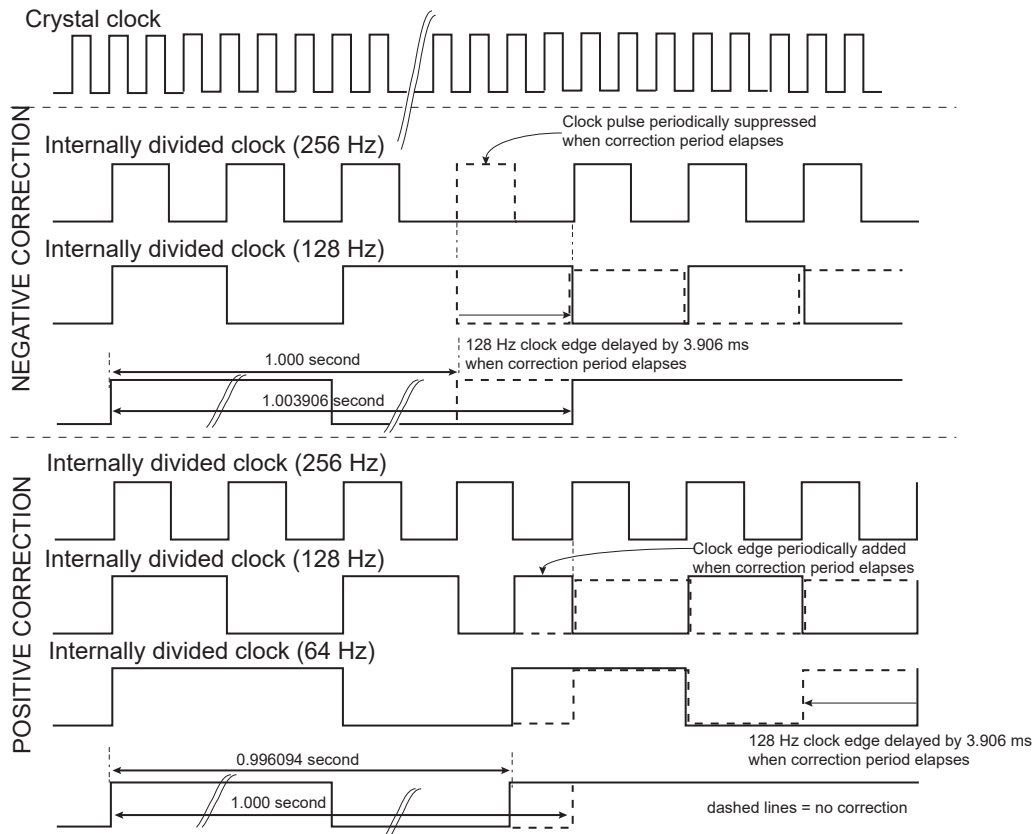 Crystal clock
NEGATIVE CORRECTION
Clock pulse periodically suppressed
when correction period elapses
Internally divided clock (256 Hz)
Internally divided clock (128 Hz)
128 Hz clock edge delayed by 3.906 ms
when correction period elapses
1.000 second
1.003906 second
POSITIVE CORRECTION
Internally divided clock (256 Hz)
Clock edge periodically added
when correction period elapses
Internally divided clock (128 Hz)
Internally divided clock (64 Hz)
128 Hz clock edge delayed by 3.906 ms
when correction period elapses
0.996094 second
1.000 second
dashed lines = no correction